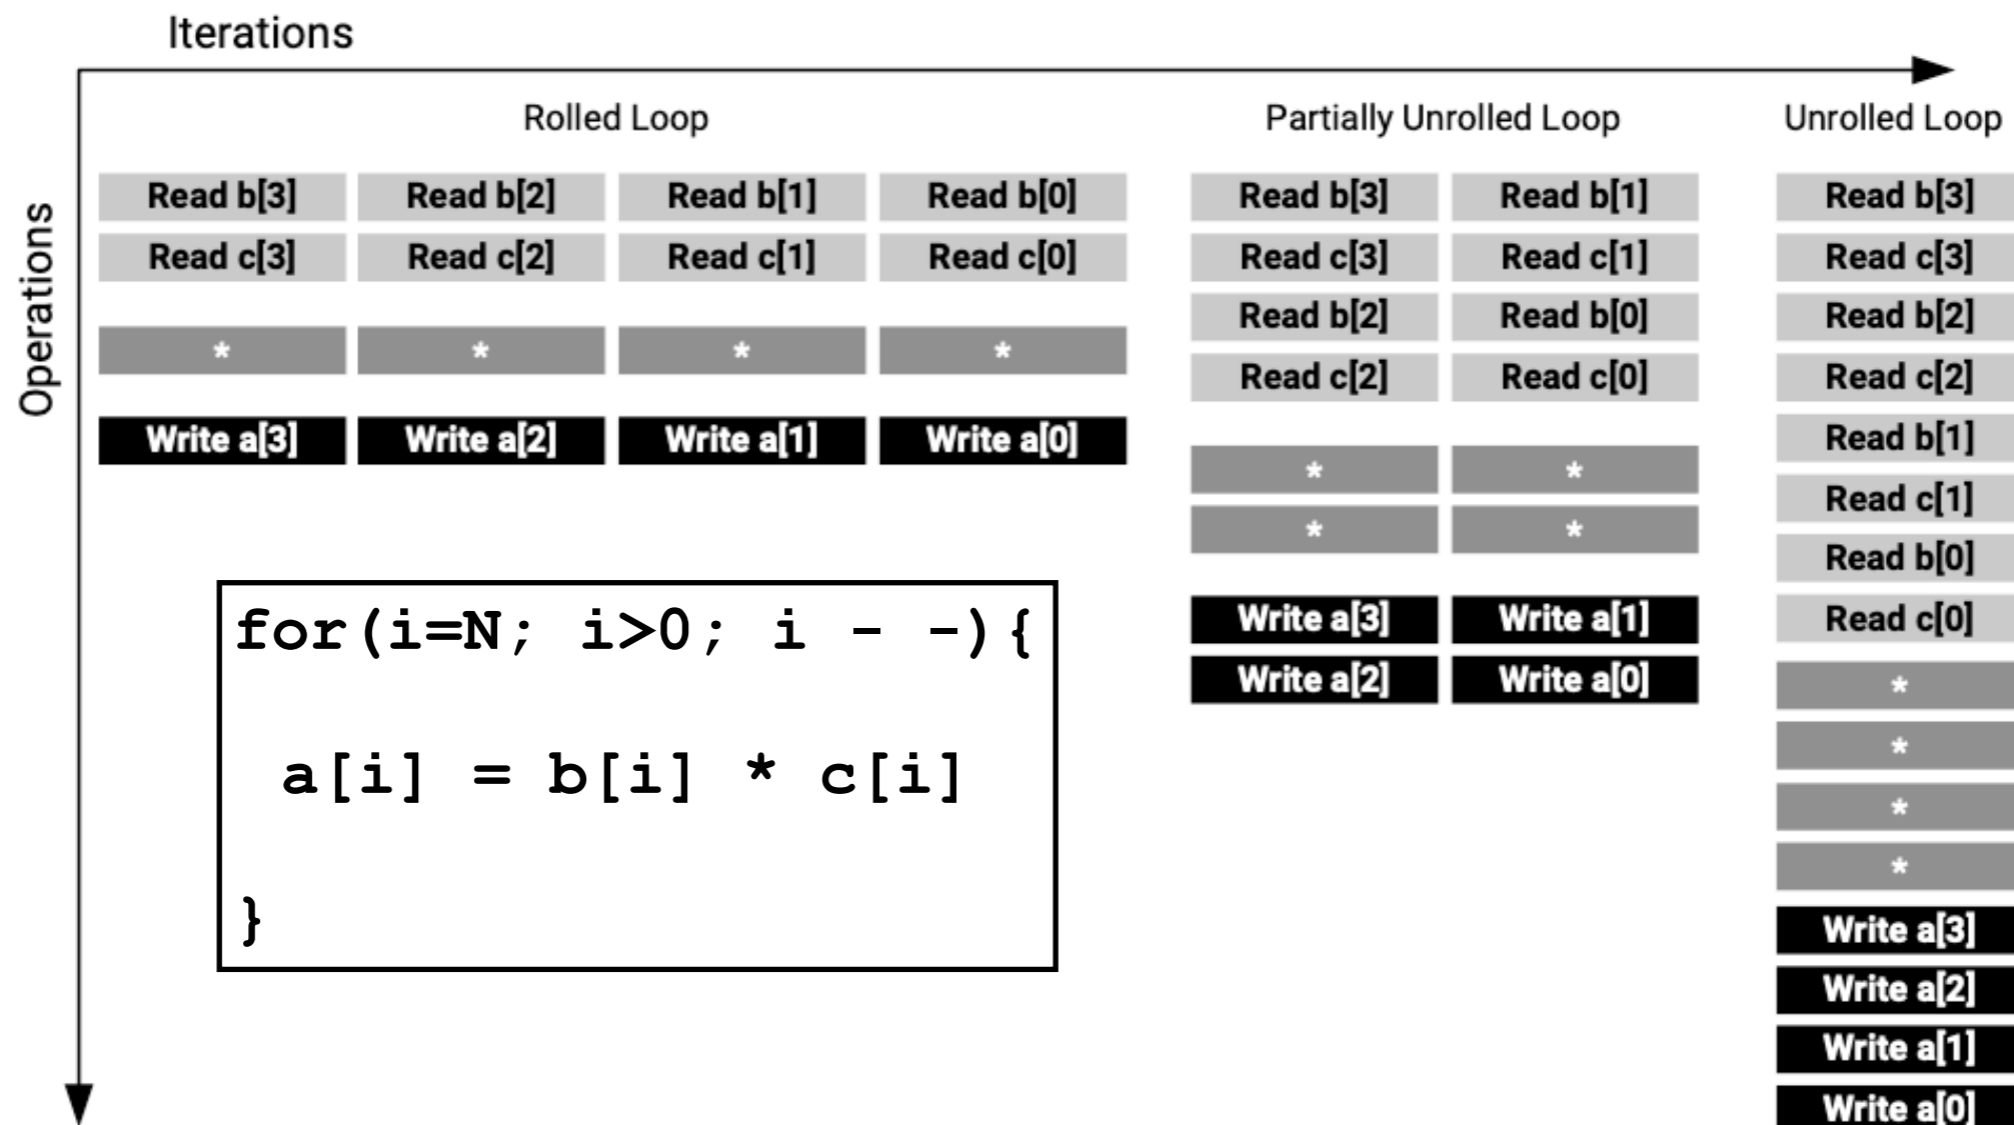 Iterations
Operations
Rolled Loop
Read b[3] Read b[2] Read b[1] Read b[0]
Read c[3] Read c[2] Read c[1] Read c[0]
* * * *
Write a[3] Write a[2] Write a[1] Write a[0]
for(i=N; i>0; i - -){
a[i] = b[i] * c[i]
}
Partially Unrolled Loop
Read b[3] Read b[1]
Read c[3] Read c[1]
Read b[2] Read b[0]
Read c[2] Read c[0]
* *
* *
Write a[3] Write a[1]
Write a[2] Write a[0]
Unrolled Loop
Read b[3]
Read c[3]
Read b[2]
Read c[2]
Read b[1]
Read c[1]
Read b[0]
Read c[0]
*
*
*
*
Write a[3]
Write a[2]
Write a[1]
Write a[0]